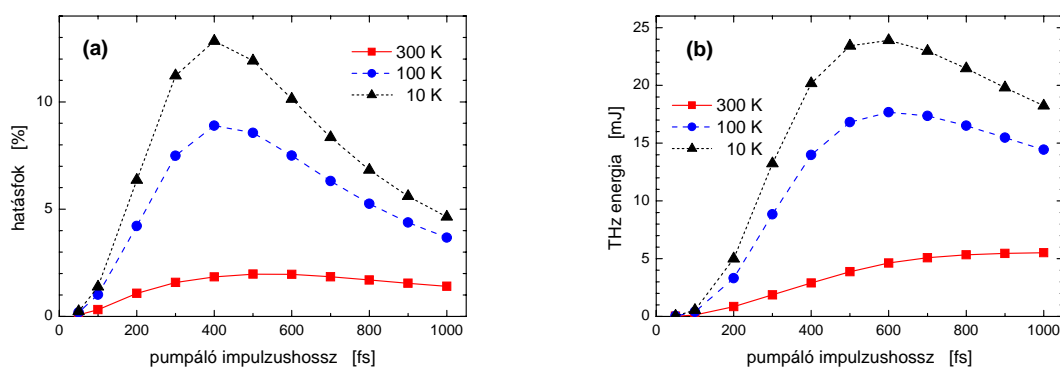 (a)
300 K
100 K
10 K
hatásfok [%]
10
5
0
0 200 400 600 800 1000
pumpáló impulzushossz [fs]
(b)
300 K
100 K
10 K
THz energia [mJ]
25
20
15
10
5
0
0 200 400 600 800 1000
pumpáló impulzushossz [fs]